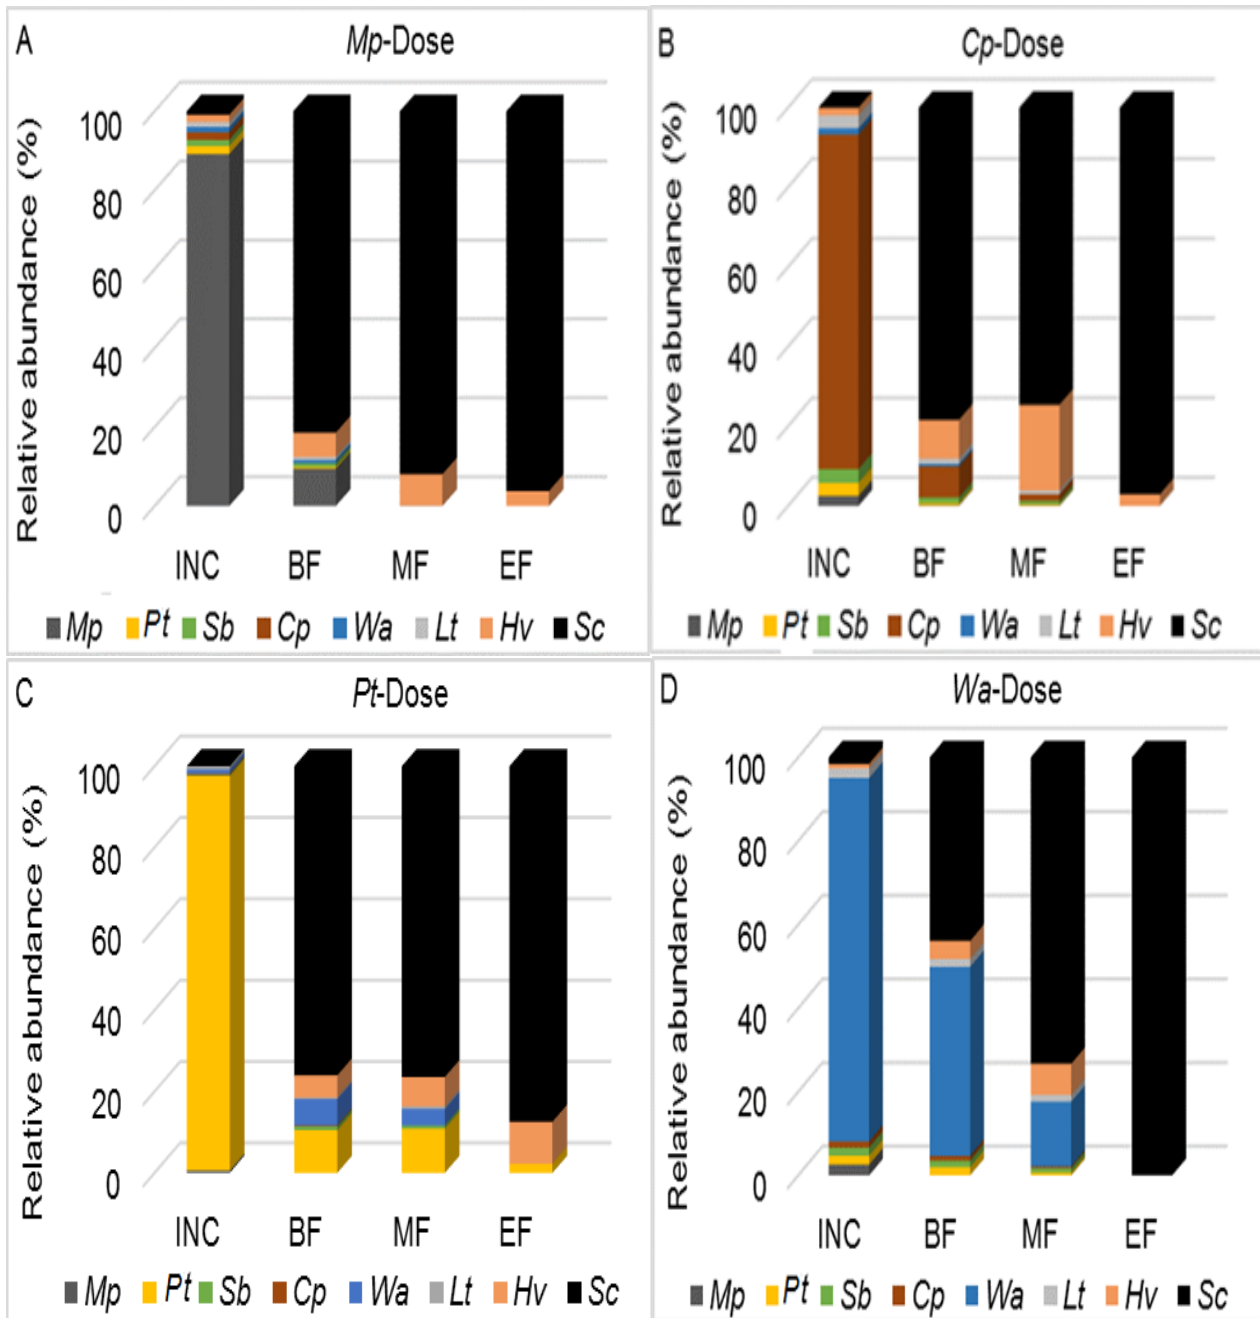 A
Mp-Dose
Relative abundance (%)
100
80
60
40
20
0
INC BF MF EF
Mp Pt Sb Cp Wa Lt Hv Sc
B
Cp-Dose
Relative abundance (%)
100
80
60
40
20
0
INC BF MF EF
Mp Pt Sb Cp Wa Lt Hv Sc
C
Pt-Dose
Relative abundance (%)
100
80
60
40
20
0
INC BF MF EF
Mp Pt Sb Cp Wa Lt Hv Sc
D
Wa-Dose
Relative abundance (%)
100
80
60
40
20
0
INC BF MF EF
Mp Pt Sb Cp Wa Lt Hv Sc